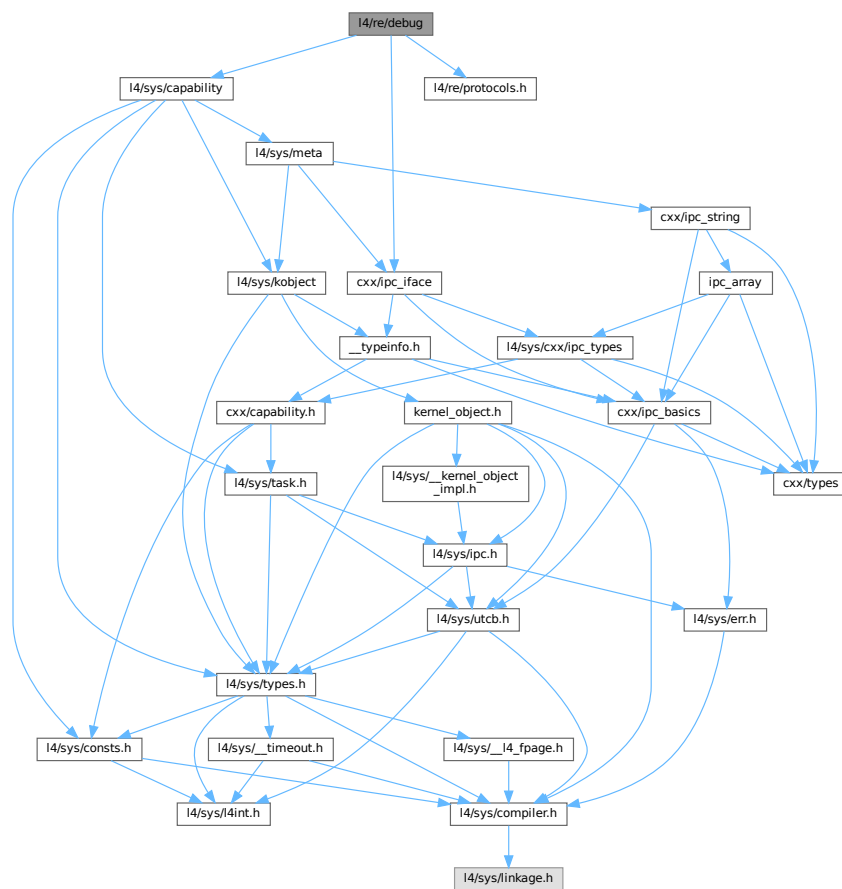 l4/re/debug
l4/sys/capability
l4/re/protocols.h
l4/sys/meta
cxx/ipc_string
l4/sys/kobject
cxx/ipc_iface
ipc_array
__typeinfo.h
l4/sys/cxx/ipc_types
cxx/capability.h
kernel_object.h
cxx/ipc_basics
l4/sys/task.h
l4/sys/__kernel_object
_impl.h
cxx/types
l4/sys/ipc.h
l4/sys/utcb.h
l4/sys/err.h
l4/sys/types.h
l4/sys/consts.h
l4/sys/__timeout.h
l4/sys/__l4_fpage.h
l4/sys/l4int.h
l4/sys/compiler.h
l4/sys/linkage.h